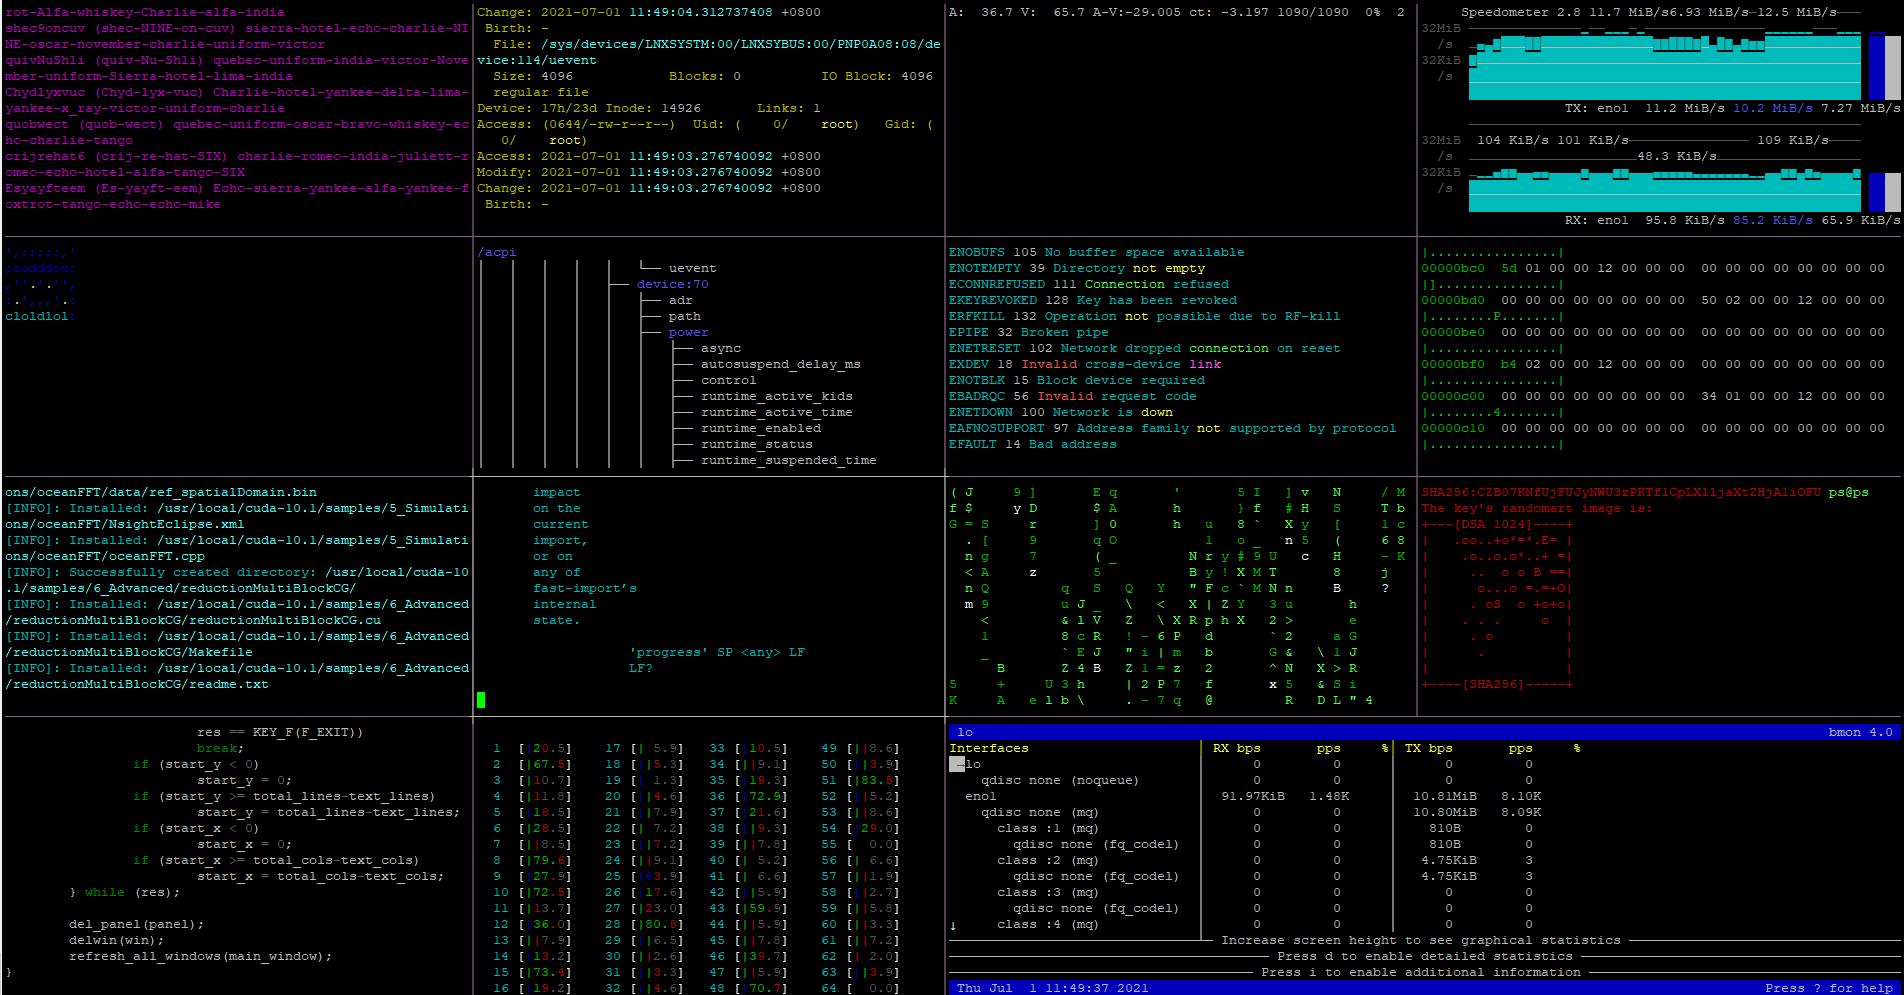 rot-Alfa-whiskey-Charlie-alfa-india
shec9oncuv (shec-NINE-on-cuv) sierra-hotel-echo-charlie-NI
NE-oscar-november-charlie-uniform-victor
quivNuShli (quiv-Nu-Shli) quebec-uniform-india-victor-Nove
mber-uniform-Sierra-hotel-lima-india
Chydlyxvuc (Chyd-lyx-vuc) Charlie-hotel-yankee-delta-lima-
yankee-x_ray-victor-uniform-charlie
quobwect (quob-wect) quebec-uniform-oscar-bravo-whiskey-ec
ho-charlie-tango
crijrehat6 (crij-re-hat-SIX) charlie-romeo-india-juliett-r
omeo-echo-hotel-alfa-tango-SIX
Esyayfteem (Es-yayft-eem) Echo-sierra-yankee-alfa-yankee-f
oxtrot-tango-echo-echo-mike
Change: 2021-07-01 11:49:04.312737408 +0800
Birth: -
File: /sys/devices/LNXSYSTM:00/LNXSYBUS:00/PNP0A08:08/de
vice:114/uevent
Size: 4096 Blocks: 0 IO Block: 4096
regular file
Device: 17h/23d Inode: 14926 Links: 1
Access: (0644/-rw-r--r--) Uid: ( 0/ root) Gid: (
0/ root)
Access: 2021-07-01 11:49:03.276740092 +0800
Modify: 2021-07-01 11:49:03.276740092 +0800
Change: 2021-07-01 11:49:03.276740092 +0800
Birth: -
A: 36.7 V: 65.7 A-V:-29.005 ct: -3.197 1090/1090 0% 2
Speedometer 2.8 11.7 MiB/s6.93 MiB/s 12.5 MiB/s
32MiB
/s
32KiB
/s
TX: eno1 11.2 MiB/s 10.2 MiB/s 7.27 MiB/s
32MiB 104 KiB/s 101 KiB/s 109 KiB/s
/s 48.3 KiB/s
32KiB
/s
RX: eno1 95.8 KiB/s 85.2 KiB/s 65.9 KiB/s
',;;;;;,'
;codddoc;
,''.'.'',
:.',,,'.:
cloldlol:
/acpi
uevent
device:70
adr
path
power
async
autosuspend_delay_ms
control
runtime_active_kids
runtime_active_time
runtime_enabled
runtime_status
runtime_suspended_time
ENOBUFS 105 No buffer space available
ENOTEMPTY 39 Directory not empty
ECONNREFUSED 111 Connection refused
EKEYREVOKED 128 Key has been revoked
ERFKILL 132 Operation not possible due to RF-kill
EPIPE 32 Broken pipe
ENETRESET 102 Network dropped connection on reset
EXDEV 18 Invalid cross-device link
ENOTBLK 15 Block device required
EBADRQC 56 Invalid request code
ENETDOWN 100 Network is down
EAFNOSUPPORT 97 Address family not supported by protocol
EFAULT 14 Bad address
|................|
00000bc0 5d 01 00 00 12 00 00 00 00 00 00 00 00 00 00 00
|]...............|
00000bd0 00 00 00 00 00 00 00 00 50 02 00 00 12 00 00 00
|........P.......|
00000be0 00 00 00 00 00 00 00 00 00 00 00 00 00 00 00 00
|................|
00000bf0 b4 02 00 00 12 00 00 00 00 00 00 00 00 00 00 00
|................|
00000c00 00 00 00 00 00 00 00 00 34 01 00 00 12 00 00 00
|........4.......|
00000c10 00 00 00 00 00 00 00 00 00 00 00 00 00 00 00 00
|................|
ons/oceanFFT/data/ref_spatialDomain.bin
[INFO]: Installed: /usr/local/cuda-10.1/samples/5_Simulati
ons/oceanFFT/NsightEclipse.xml
[INFO]: Installed: /usr/local/cuda-10.1/samples/5_Simulati
ons/oceanFFT/oceanFFT.cpp
[INFO]: Successfully created directory: /usr/local/cuda-10
.1/samples/6_Advanced/reductionMultiBlockCG/
[INFO]: Installed: /usr/local/cuda-10.1/samples/6_Advanced
/reductionMultiBlockCG/reductionMultiBlockCG.cu
[INFO]: Installed: /usr/local/cuda-10.1/samples/6_Advanced
/reductionMultiBlockCG/Makefile
[INFO]: Installed: /usr/local/cuda-10.1/samples/6_Advanced
/reductionMultiBlockCG/readme.txt
impact
on the
current
import,
or on
any of
fast-import’s
internal
state.
'progress' SP <any> LF
LF?
The key's randomart image is:
+---[DSA 1024]----+
| .oo..+o*=*.E= |
| .o..o.o*..+ =|
| .. o o B ==|
| o...o =.=+O|
| . oS o +o+o|
| . . . o |
| . o |
| . |
| |
+----[SHA256]-----+
res == KEY_F(F_EXIT))
break;
if (start_y < 0)
start_y = 0;
if (start_y >= total_lines-text_lines)
start_y = total_lines-text_lines;
if (start_x < 0)
start_x = 0;
if (start_x >= total_cols-text_cols)
start_x = total_cols-text_cols;
} while (res);
del_panel(panel);
delwin(win);
refresh_all_windows(main_window);
}
1 [|20.5] 17 [| 5.9] 33 [|10.5] 49 [||8.6]
2 [|67.5] 18 [||5.3] 34 [||9.1] 50 [||3.9]
3 [|10.7] 19 [| 1.3] 35 [|19.3] 51 [|83.8]
4 [|11.8] 20 [||4.6] 36 [|72.9] 52 [||5.2]
5 [|18.5] 21 [||7.9] 37 [|21.6] 53 [||8.6]
6 [|28.5] 22 [| 7.2] 38 [||9.3] 54 [|29.0]
7 [||8.5] 23 [||7.2] 39 [||7.8] 55 [ 0.0]
8 [|79.6] 24 [||9.1] 40 [| 5.2] 56 [| 6.6]
9 [|27.9] 25 [|43.9] 41 [| 6.6] 57 [||1.9]
10 [|72.5] 26 [|17.6] 42 [||5.9] 58 [||2.7]
11 [|13.7] 27 [|23.0] 43 [|59.9] 59 [||5.8]
12 [|36.0] 28 [|80.8] 44 [||5.9] 60 [||3.3]
13 [||7.9] 29 [||6.5] 45 [||7.8] 61 [||7.2]
14 [|13.2] 30 [||2.6] 46 [|39.7] 62 [| 2.0]
15 [|73.4] 31 [||3.3] 47 [||5.9] 63 [||3.9]
16 [|19.2] 32 [||4.6] 48 [|70.7] 64 [ 0.0]
lo bmon 4.0
Interfaces RX bps pps % TX bps pps %
→lo 0 0 0 0
qdisc none (noqueue) 0 0 0 0
eno1 91.97KiB 1.48K 10.81MiB 8.10K
qdisc none (mq) 0 0 10.80MiB 8.09K
class :1 (mq) 0 0 810B 0
qdisc none (fq_codel) 0 0 810B 0
class :2 (mq) 0 0 4.75KiB 3
qdisc none (fq_codel) 0 0 4.75KiB 3
class :3 (mq) 0 0 0 0
qdisc none (fq_codel) 0 0 0 0
↓ class :4 (mq) 0 0 0 0
Increase screen height to see graphical statistics
Press d to enable detailed statistics
Press i to enable additional information
Thu Jul 1 11:49:37 2021 Press ? for help